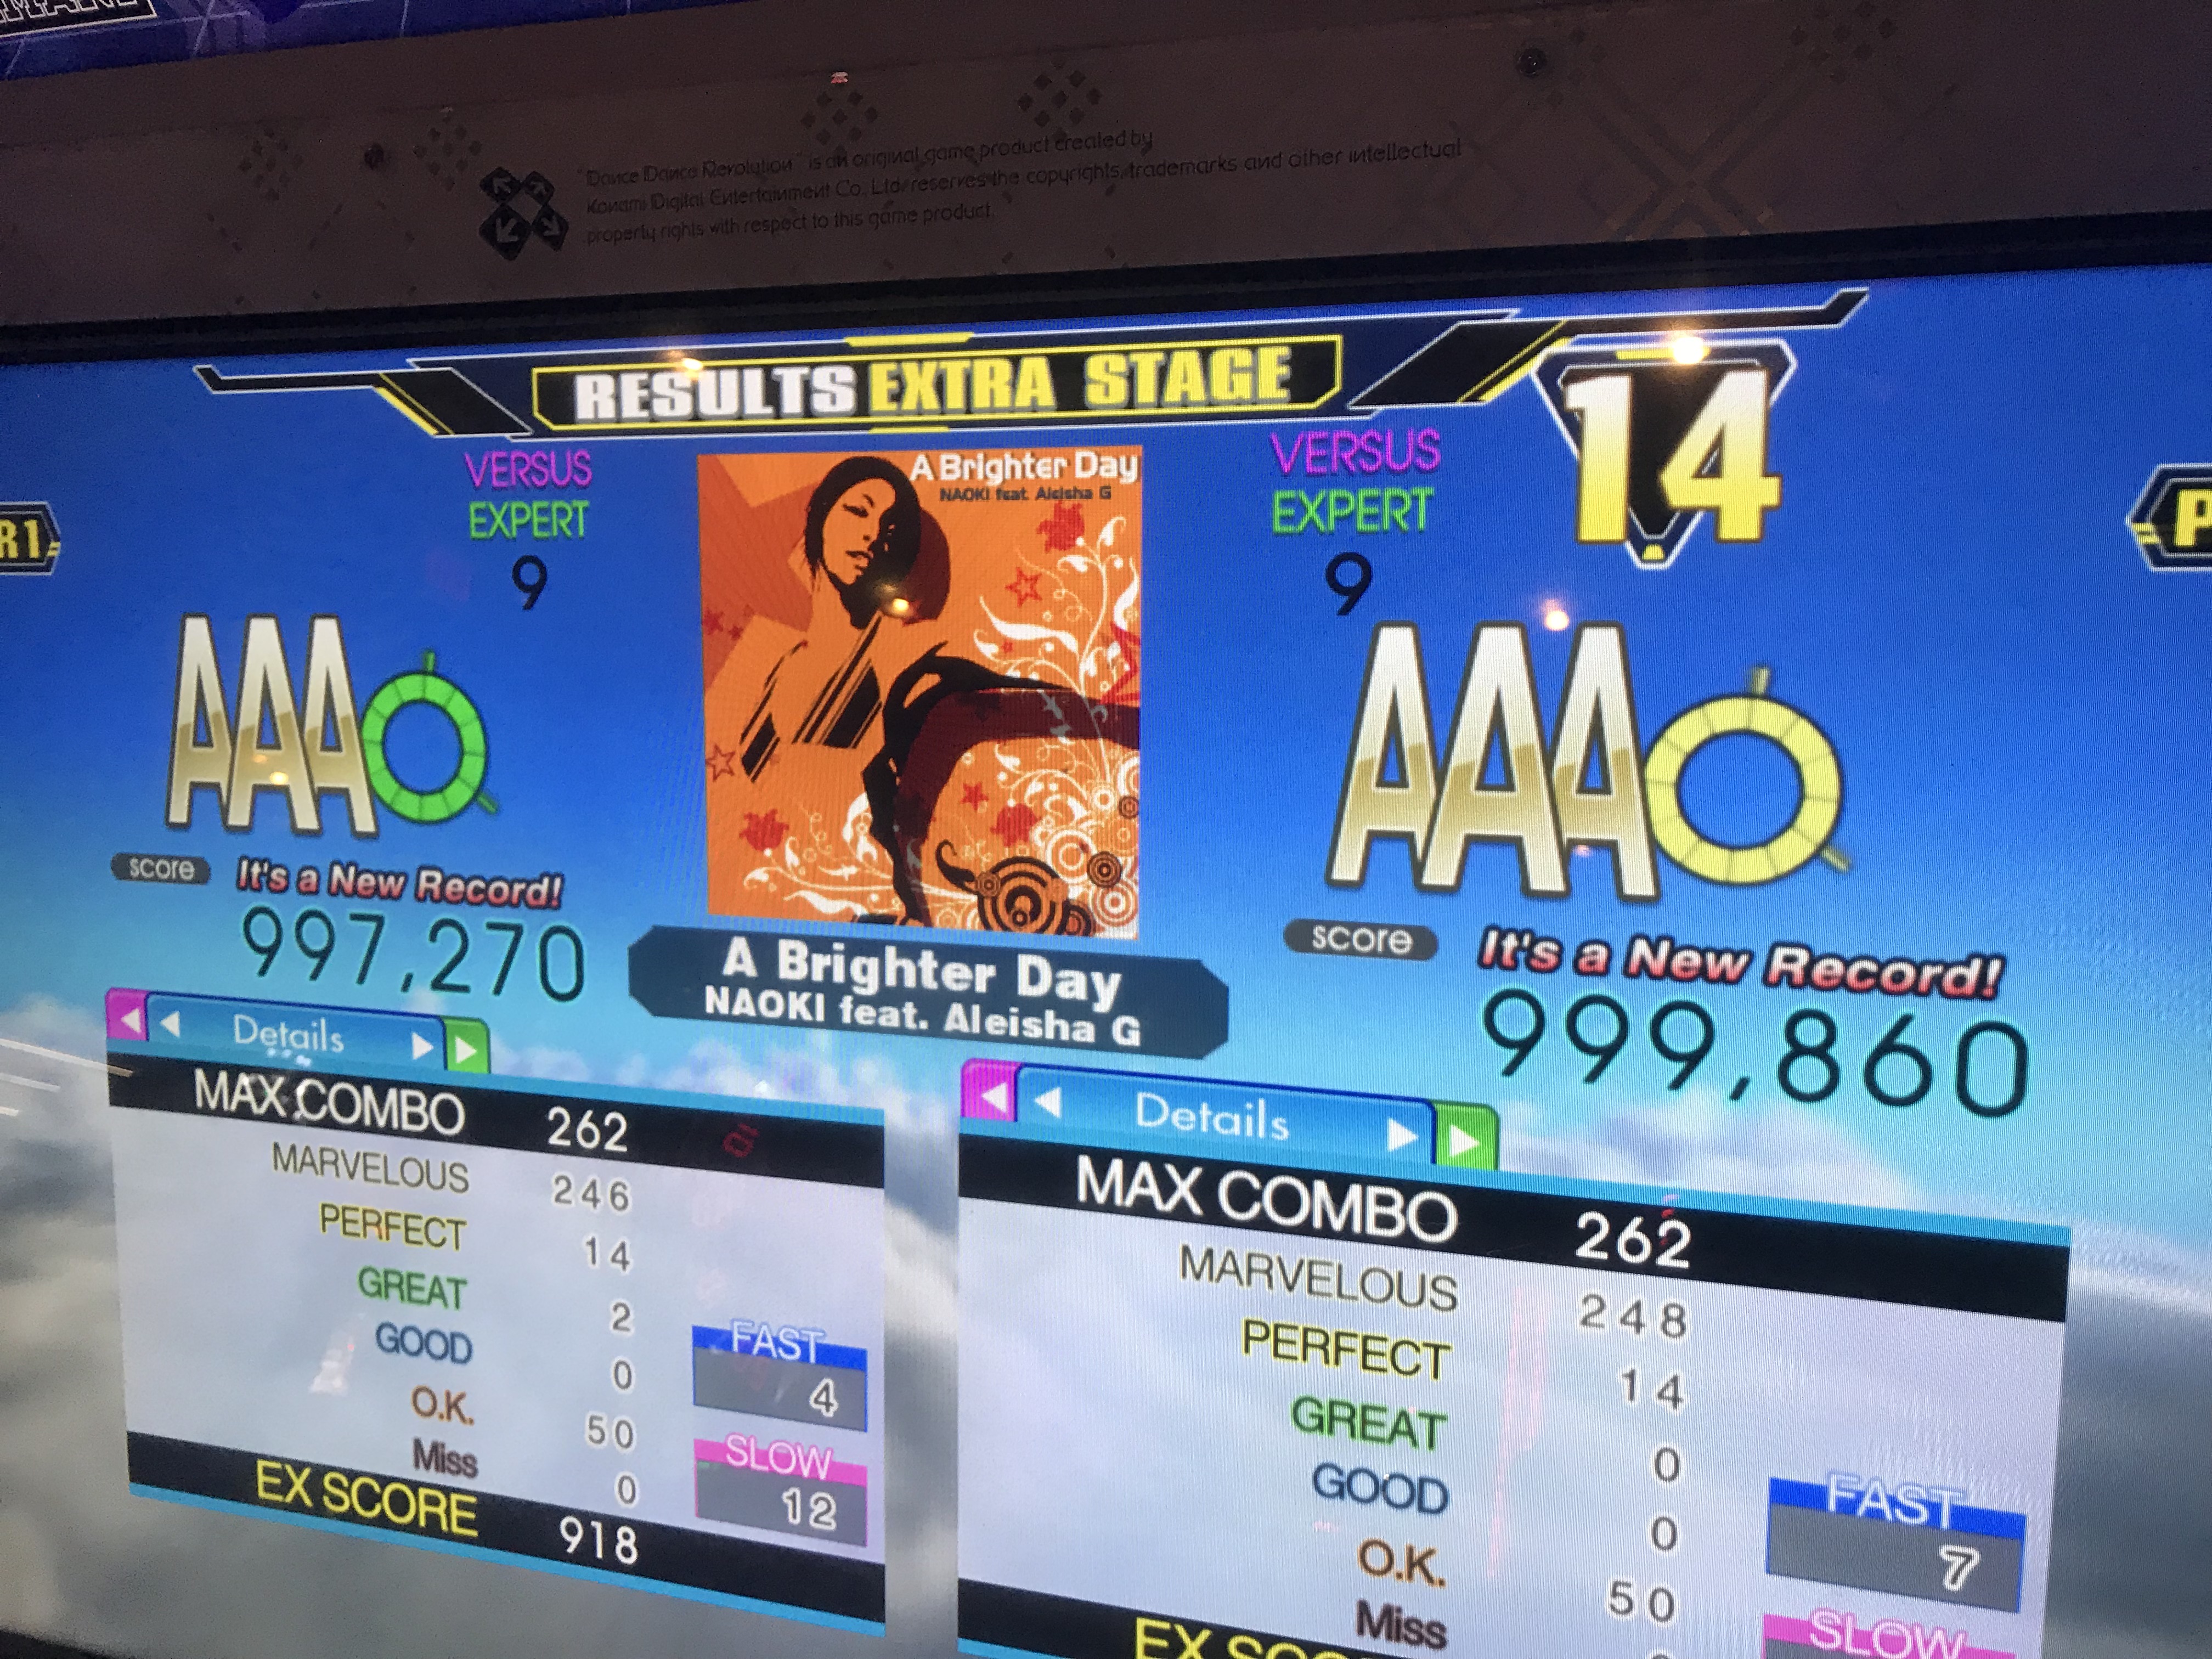 "Dance Dance Revolution" is an original game product created by
Konami Digital Entertainment Co., Ltd. reserves the copyrights, trademarks and other intellectual
property rights with respect to this game product.
RESULTS EXTRA STAGE
14
R1
P
VERSUS
EXPERT
9
A Brighter Day
NAOKI feat. Aleisha G
VERSUS
EXPERT
9
AAA
AAA
score It's a New Record!
997,270
A Brighter Day
NAOKI feat. Aleisha G
score It's a New Record!
999,860
Details
MAX COMBO 262
MARVELOUS 246
PERFECT 14
GREAT 2
GOOD 0
O.K. 50
Miss 0
EX SCORE 918
FAST
4
SLOW
12
Details
MAX COMBO 262
MARVELOUS 248
PERFECT 14
GREAT 0
GOOD 0
O.K. 50
Miss
EX SCO
FAST
7
SLOW